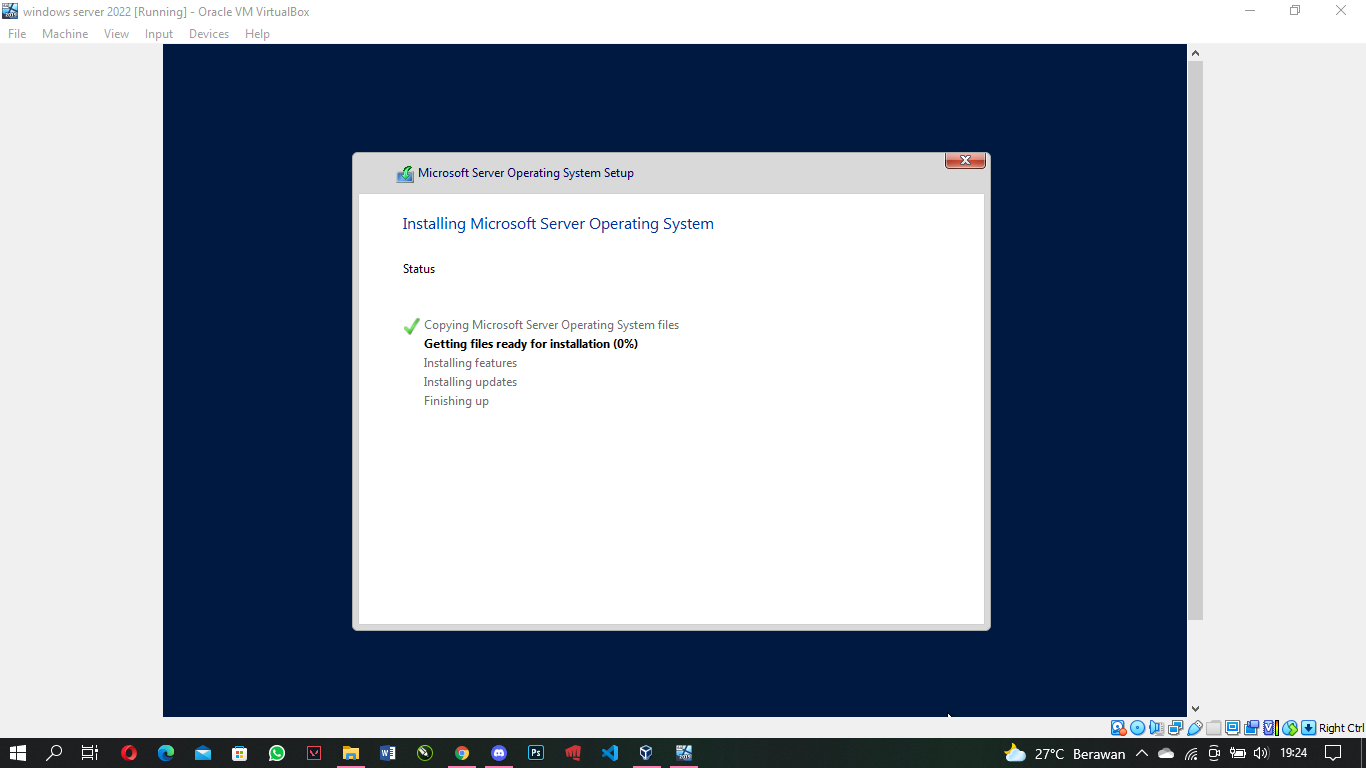 windows server 2022 [Running] - Oracle VM VirtualBox
File Machine View Input Devices Help
Microsoft Server Operating System Setup
Installing Microsoft Server Operating System
Status
Copying Microsoft Server Operating System files
Getting files ready for installation (0%)
Installing features
Installing updates
Finishing up
Right Ctrl
27°C Berawan 19:24